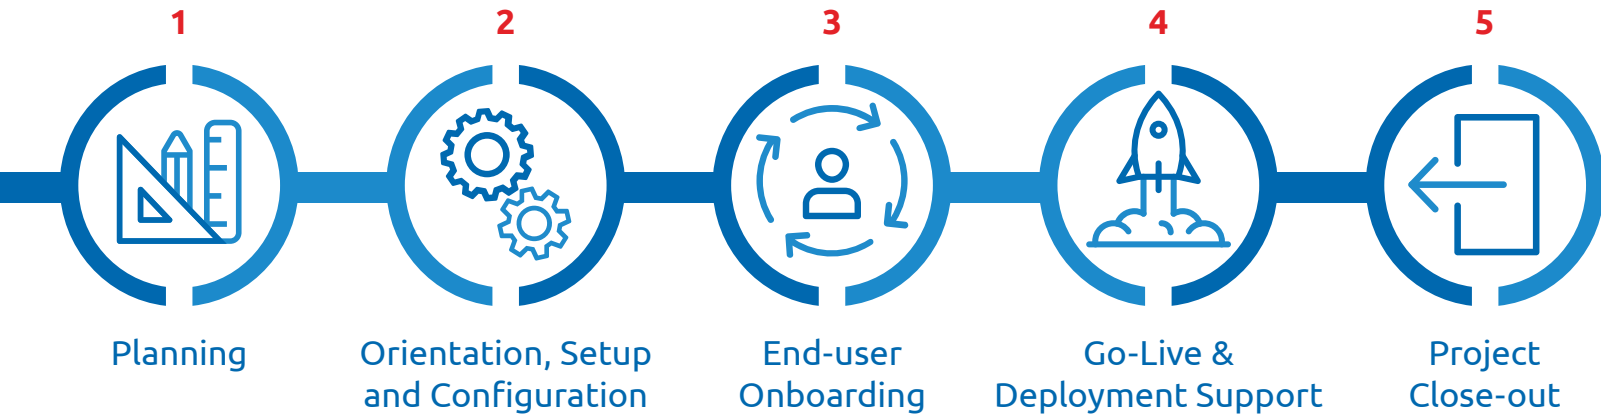 1
2
3
4
5
Planning
Orientation, Setup
and Configuration
End-user
Onboarding
Go-Live &
Deployment Support
Project
Close-out